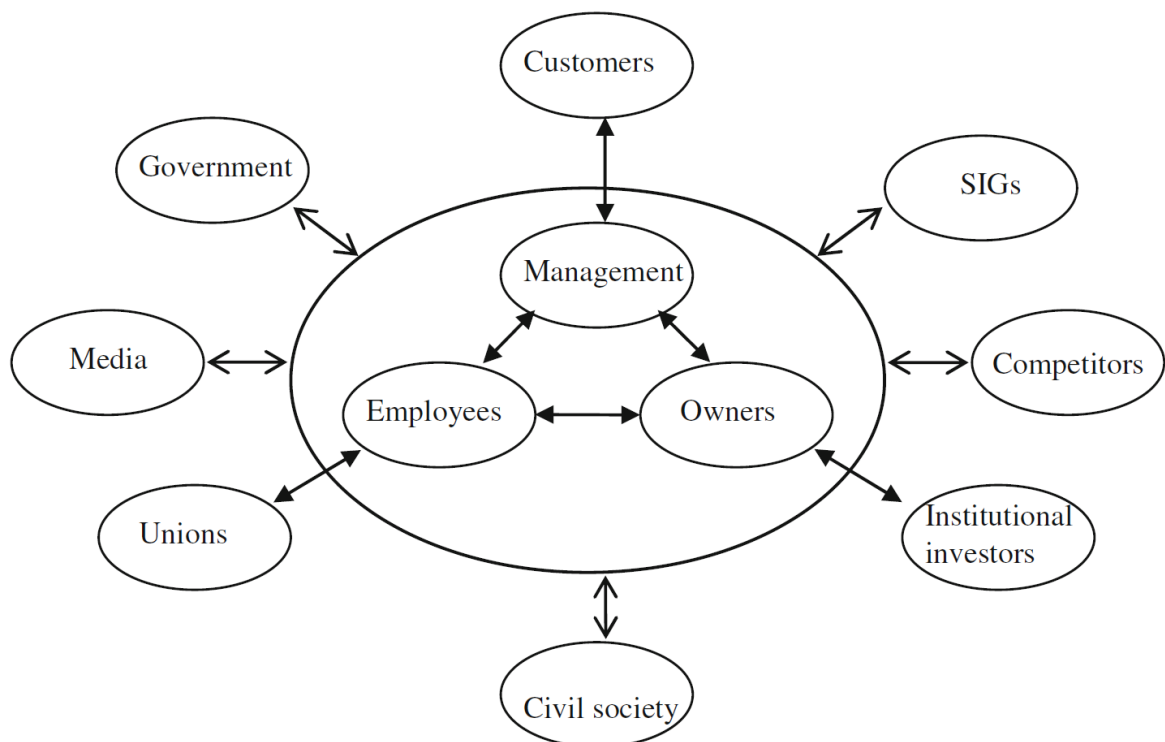 Customers
Government
SIGs
Management
Media
Competitors
Employees
Owners
Unions
Institutional
investors
Civil society